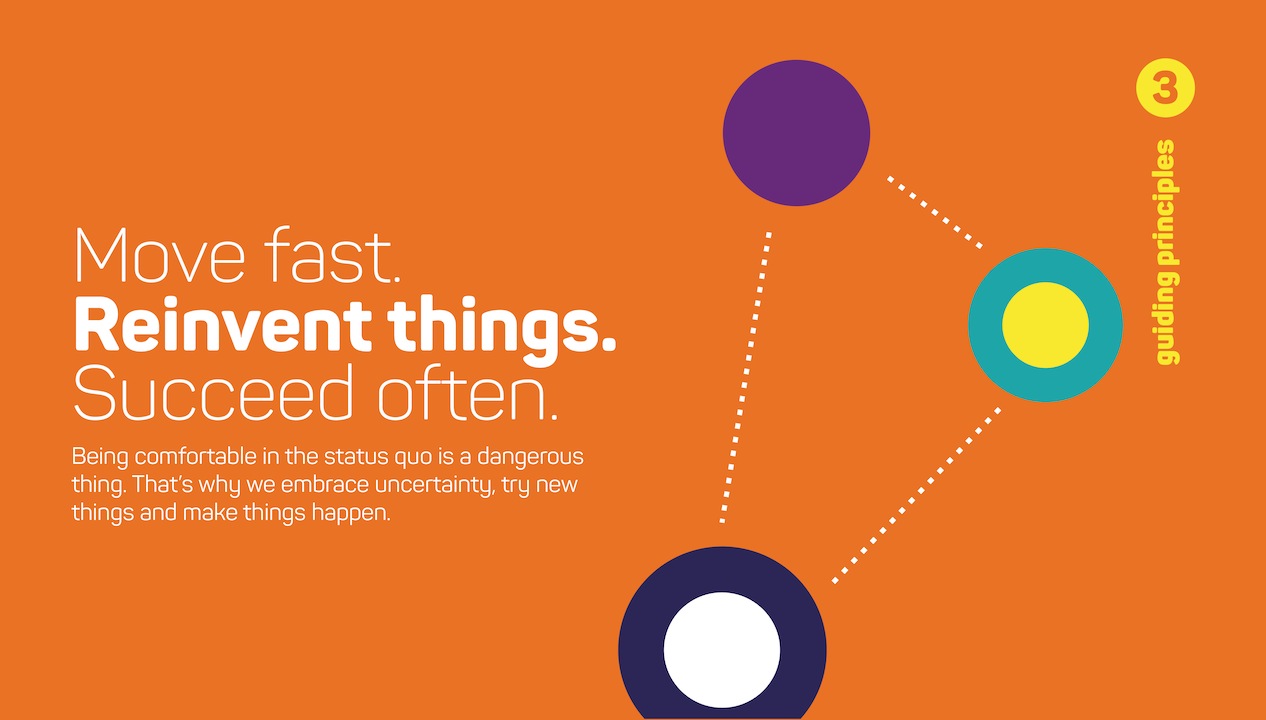 Move fast.
Reinvent things.
Succeed often.
Being comfortable in the status quo is a dangerous
thing. That's why we embrace uncertainty, try new
things and make things happen.
3
guiding principles